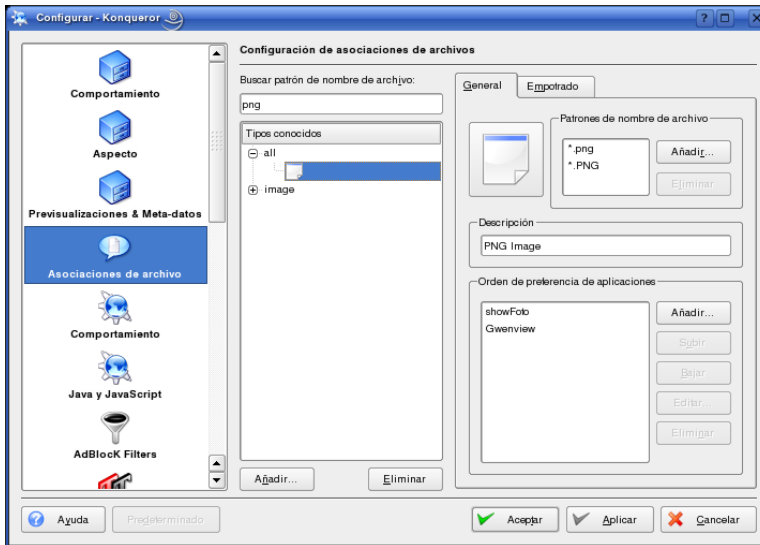 Configurar - Konqueror
Comportamiento
Aspecto
Previsualizaciones & Meta-datos
Asociaciones de archivo
Comportamiento
Java y JavaScript
AdBlocK Filters
Configuración de asociaciones de archivos
Buscar patrón de nombre de archivo:
png
Tipos conocidos
all
image
Añadir...
Eliminar
General
Empotrado
Patrones de nombre de archivo
*.png
*.PNG
Añadir...
Eliminar
Descripción
PNG Image
Orden de preferencia de aplicaciones
showFoto
Gwenview
Añadir...
Subir
Bajar
Editar...
Eliminar
Ayuda
Predeterminado
Aceptar
Aplicar
Cancelar